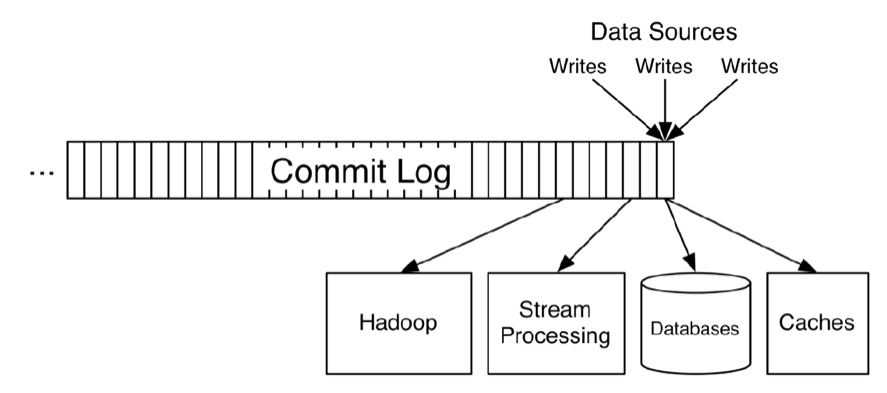 Data Sources
Writes Writes Writes
... Commit Log
Hadoop
Stream
Processing
Databases
Caches